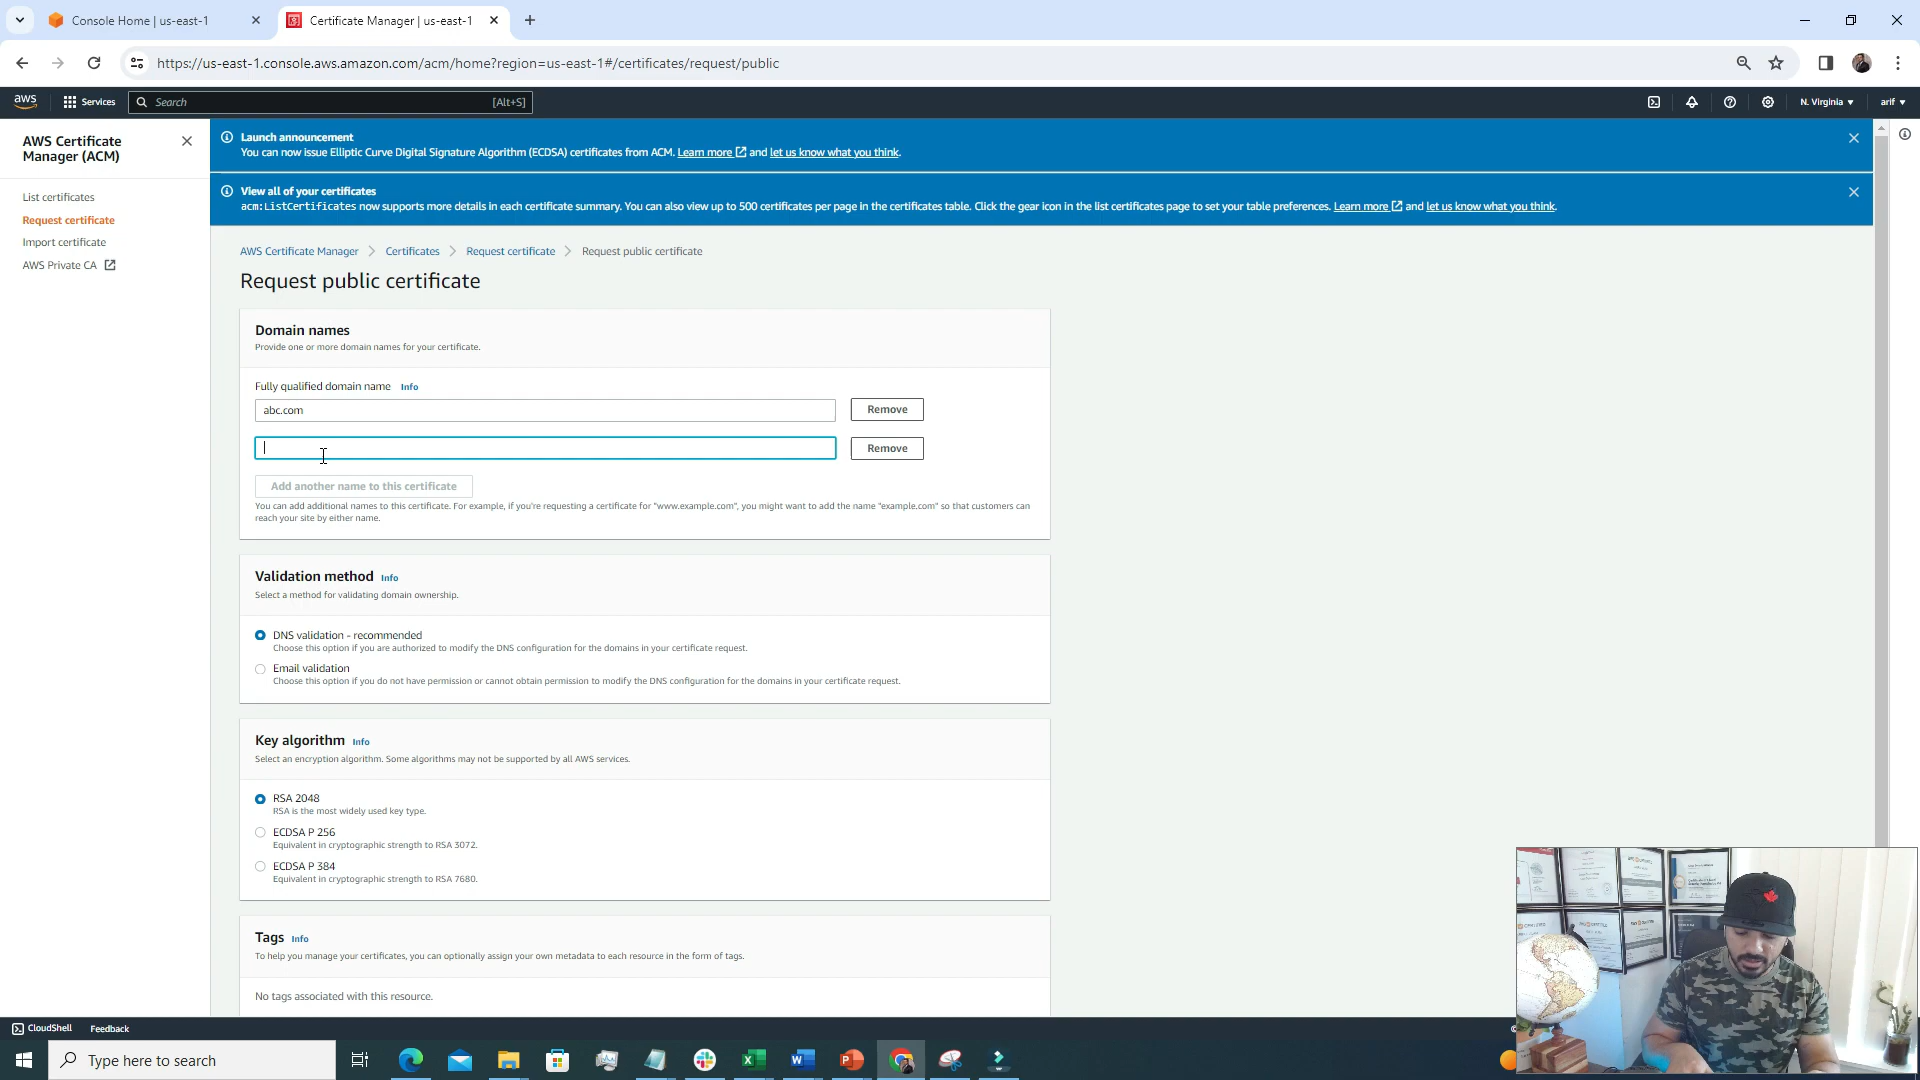 Console Home | us-east-1
Certificate Manager | us-east-1
https://us-east-1.console.aws.amazon.com/acm/home?region=us-east-1#/certificates/request/public
aws
Services
Search
[Alt+S]
N. Virginia
arif
AWS Certificate
Manager (ACM)
List certificates
Request certificate
Import certificate
AWS Private CA
Launch announcement
You can now issue Elliptic Curve Digital Signature Algorithm (ECDSA) certificates from ACM. Learn more and let us know what you think.
View all of your certificates
acm:ListCertificates now supports more details in each certificate summary. You can also view up to 500 certificates per page in the certificates table. Click the gear icon in the list certificates page to set your table preferences. Learn more and let us know what you think.
AWS Certificate Manager
Certificates
Request certificate
Request public certificate
Request public certificate
Domain names
Provide one or more domain names for your certificate.
Fully qualified domain name Info
abc.com
Remove
Remove
Add another name to this certificate
You can add additional names to this certificate. For example, if you're requesting a certificate for "www.example.com", you might want to add the name "example.com" so that customers can
reach your site by either name.
Validation method Info
Select a method for validating domain ownership.
DNS validation - recommended
Choose this option if you are authorized to modify the DNS configuration for the domains in your certificate request.
Email validation
Choose this option if you do not have permission or cannot obtain permission to modify the DNS configuration for the domains in your certificate request.
Key algorithm Info
Select an encryption algorithm. Some algorithms may not be supported by all AWS services.
RSA 2048
RSA is the most widely used key type.
ECDSA P 256
Equivalent in cryptographic strength to RSA 3072.
ECDSA P 384
Equivalent in cryptographic strength to RSA 7680.
Tags Info
To help you manage your certificates, you can optionally assign your own metadata to each resource in the form of tags.
No tags associated with this resource.
CloudShell
Feedback
Type here to search